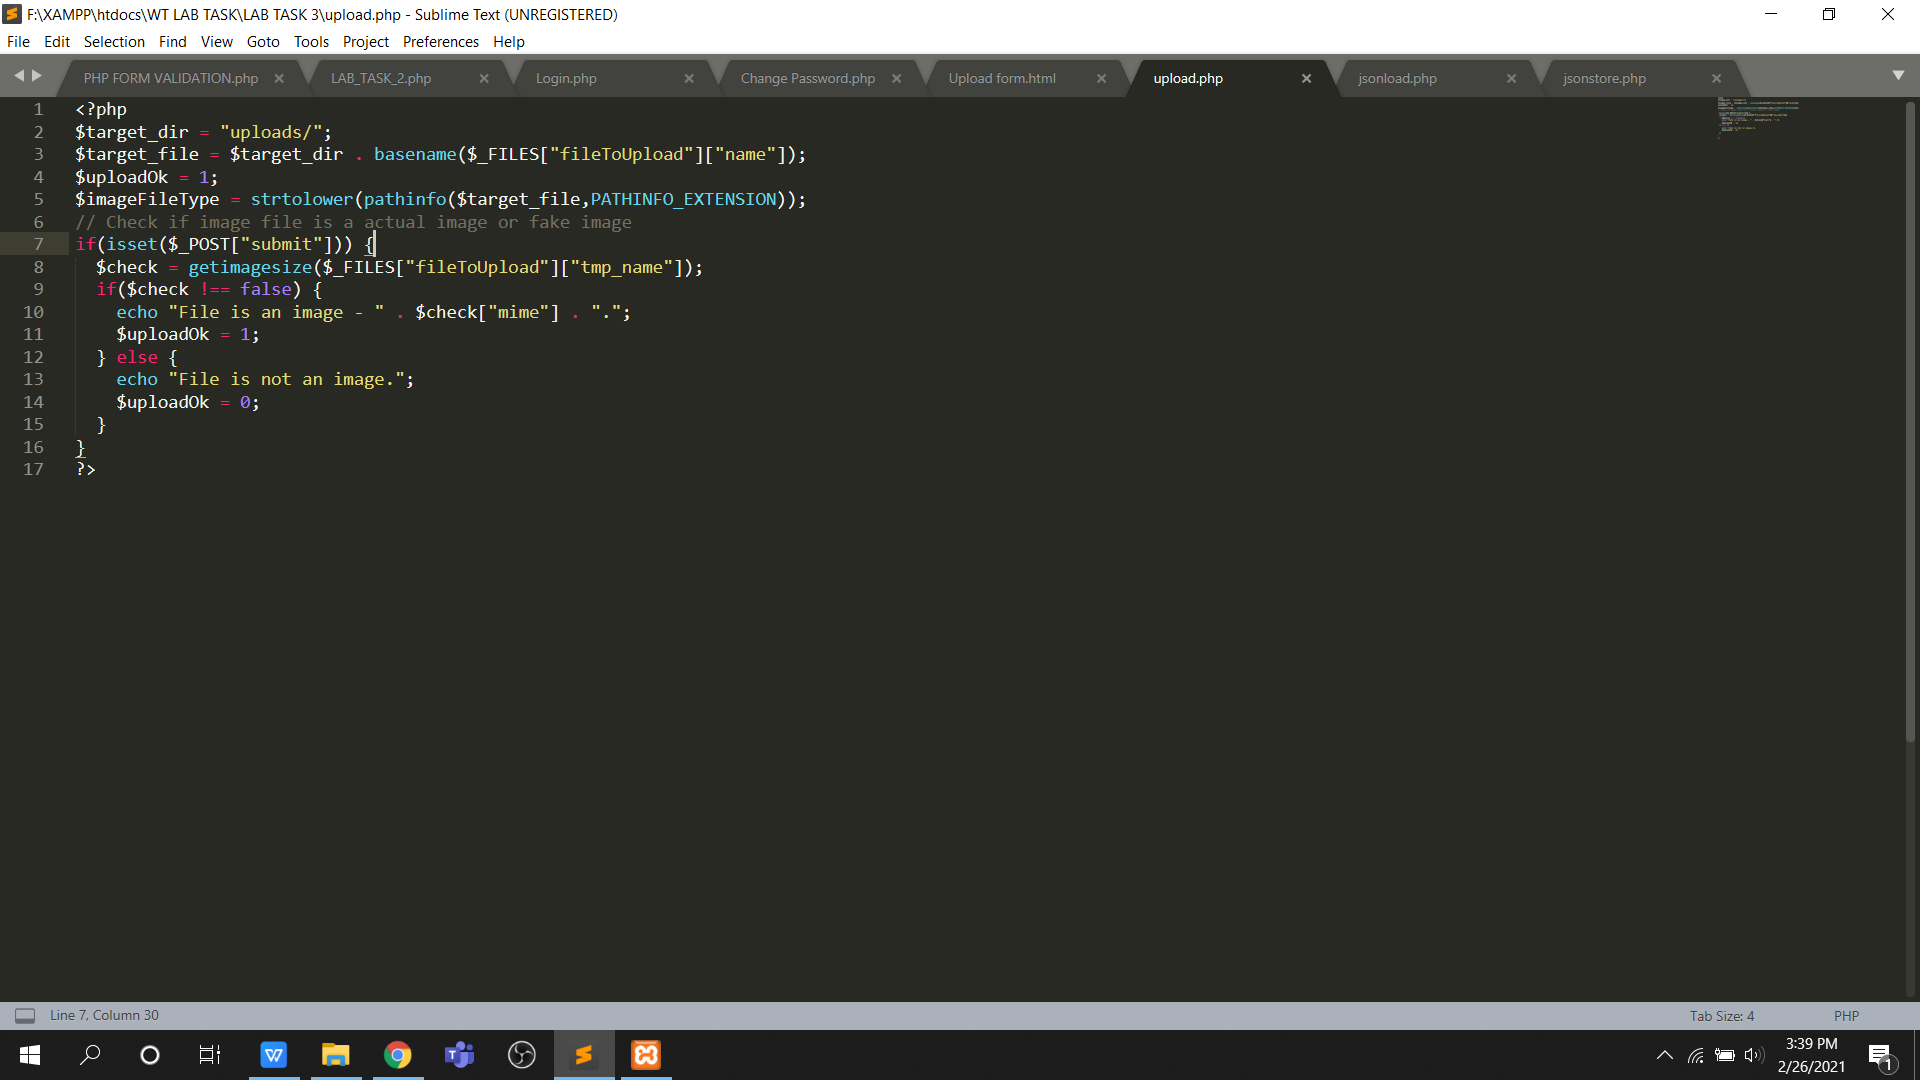 F:\XAMPP\htdocs\WT LAB TASK\LAB TASK 3\upload.php - Sublime Text (UNREGISTERED)
File Edit Selection Find View Goto Tools Project Preferences Help
PHP FORM VALIDATION.php LAB_TASK_2.php Login.php Change Password.php Upload form.html upload.php jsonload.php jsonstore.php
1 <?php
2 $target_dir = "uploads/";
3 $target_file = $target_dir . basename($_FILES["fileToUpload"]["name"]);
4 $uploadOk = 1;
5 $imageFileType = strtolower(pathinfo($target_file,PATHINFO_EXTENSION));
6 // Check if image file is a actual image or fake image
7 if(isset($_POST["submit"])) {
8   $check = getimagesize($_FILES["fileToUpload"]["tmp_name"]);
9   if($check !== false) {
10     echo "File is an image - " . $check["mime"] . ".";
11     $uploadOk = 1;
12   } else {
13     echo "File is not an image.";
14     $uploadOk = 0;
15   }
16 }
17 ?>
Line 7, Column 30 Tab Size: 4 PHP
3:39 PM
2/26/2021
1